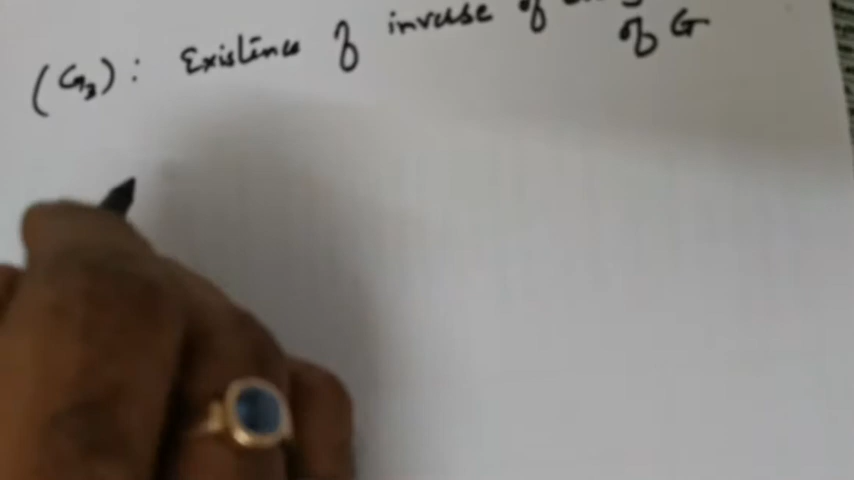 (G₃) : Existence of inverse of
of G